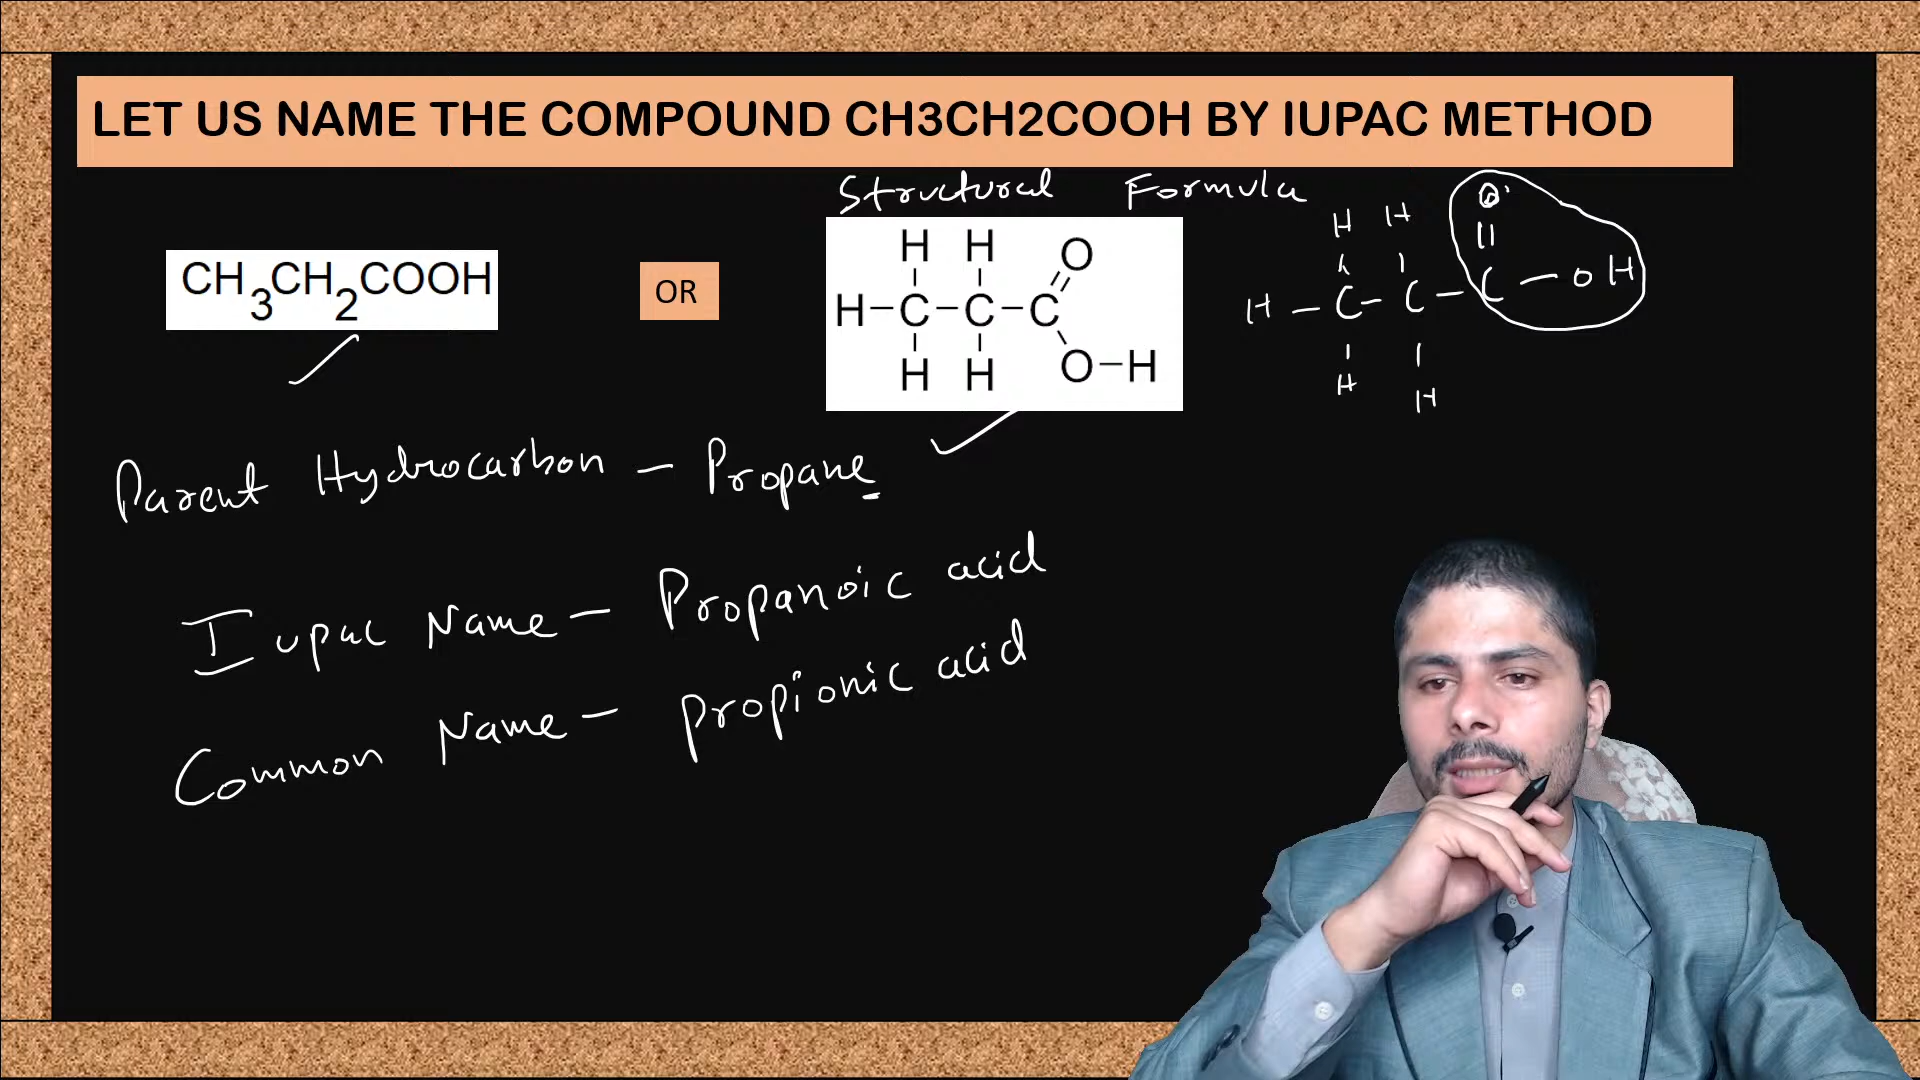 LET US NAME THE COMPOUND CH3CH2COOH BY IUPAC METHOD
Structural Formula
CH3CH2COOH
OR
H H O
H-C-C-C
H H O-H
H H O
H-C-C-C-OH
H H
Parent Hydrocarbon - Propane
Iupac Name - Propanoic acid
Common Name - propionic acid